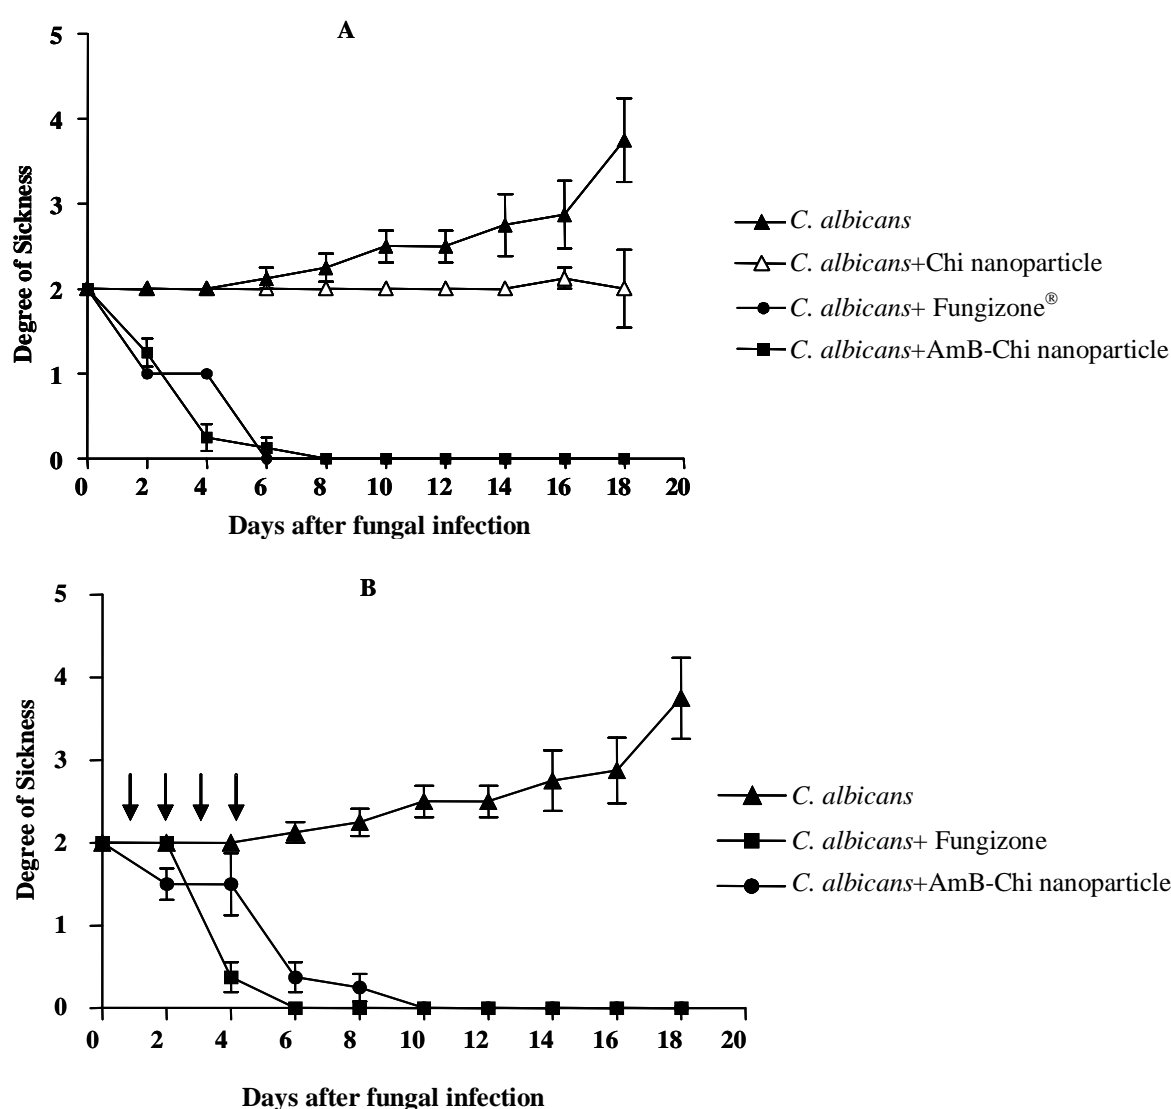 A
5
4
3
2
1
0
Degree of Sickness
0 2 4 6 8 10 12 14 16 18 20
Days after fungal infection
C. albicans
C. albicans+Chi nanoparticle
C. albicans+ Fungizone®
C. albicans+AmB-Chi nanoparticle
B
5
4
3
2
1
0
Degree of Sickness
0 2 4 6 8 10 12 14 16 18 20
Days after fungal infection
C. albicans
C. albicans+ Fungizone
C. albicans+AmB-Chi nanoparticle